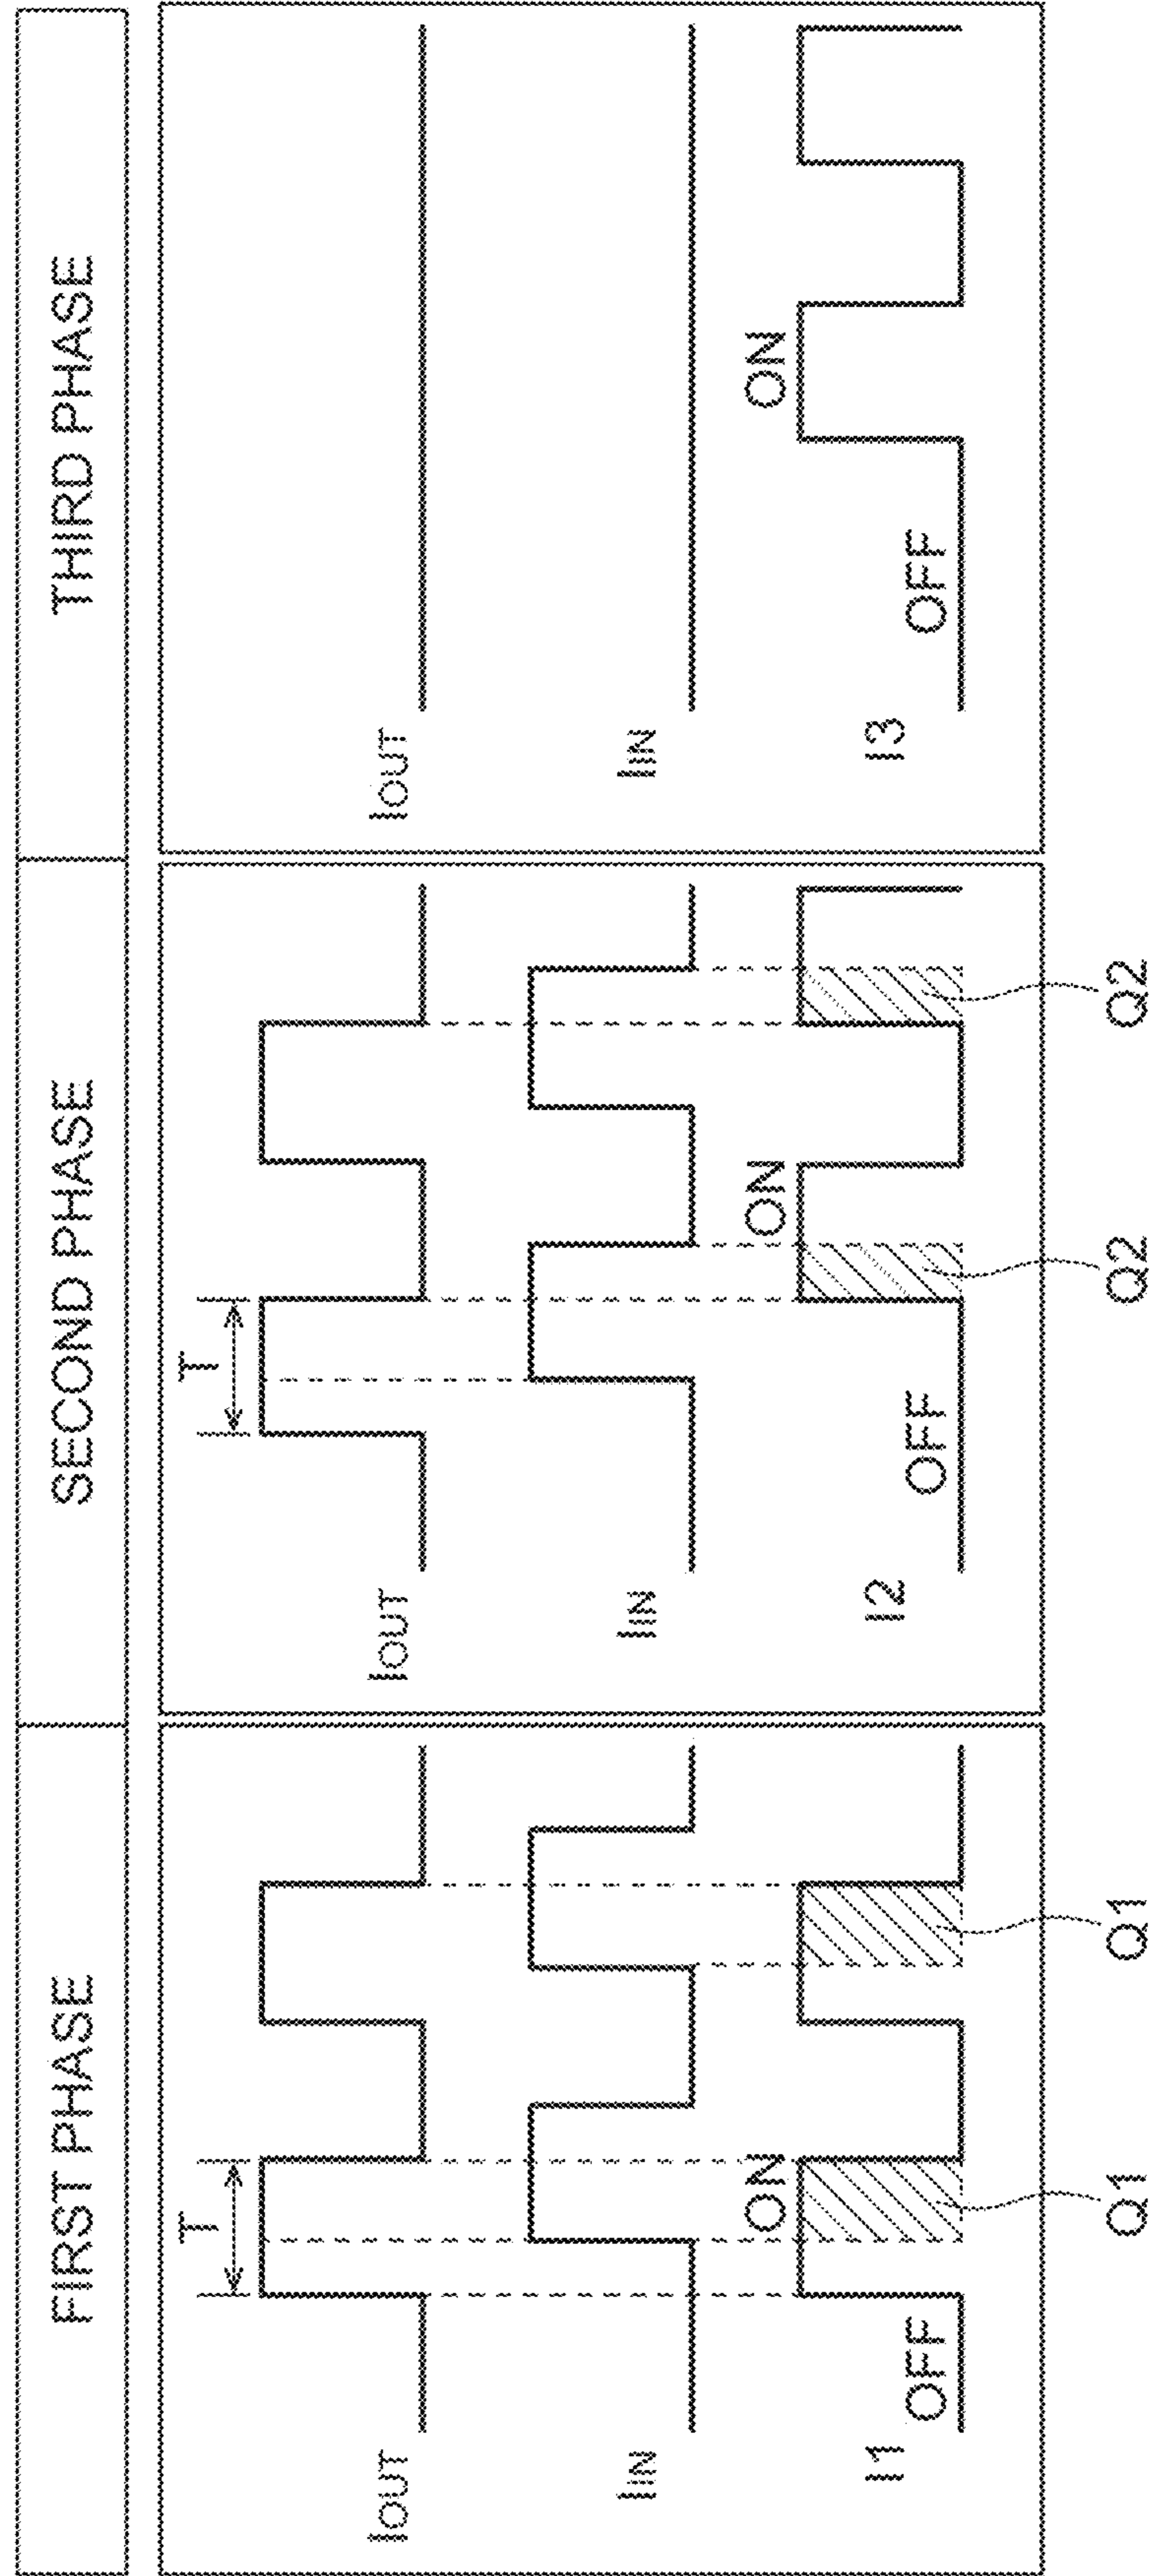 FIRST PHASE
T
IOUT
IIN
I1
OFF
ON
Q1
Q1
SECOND PHASE
T
IOUT
IIN
I2
OFF
ON
Q2
Q2
THIRD PHASE
IOUT
IIN
I3
OFF
ON